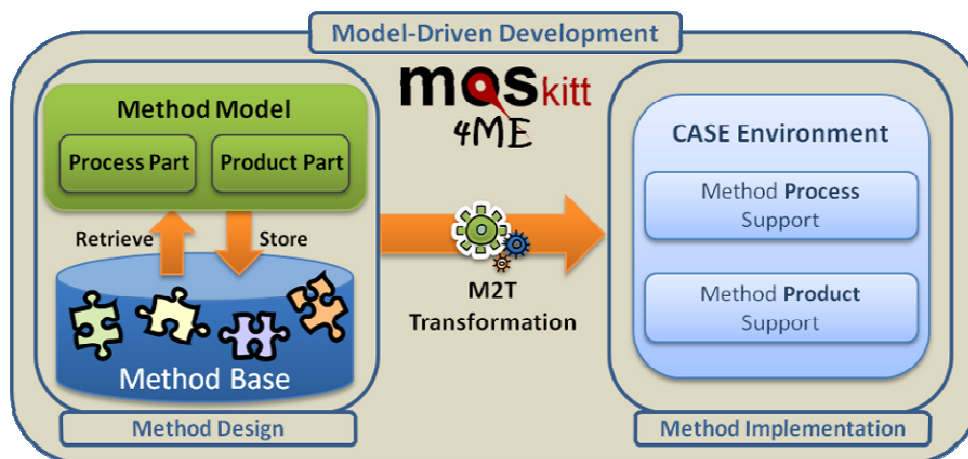 Model-Driven Development
Method Model
Process Part
Product Part
Retrieve
Store
Method Base
Method Design
moskitt
4ME
M2T
Transformation
CASE Environment
Method Process
Support
Method Product
Support
Method Implementation